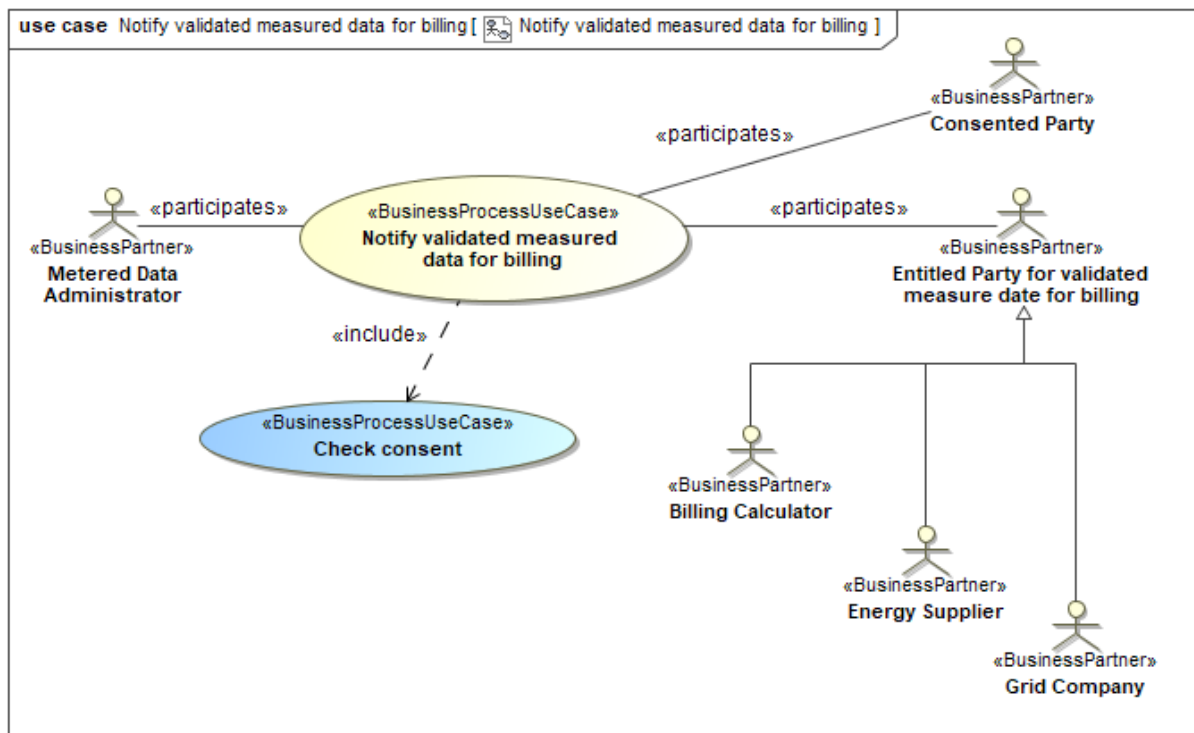 use case Notify validated measured data for billing [ Notify validated measured data for billing ]
«BusinessPartner»
Consented Party
«participates»
«BusinessPartner»
Metered Data
Administrator
«participates»
«BusinessProcessUseCase»
Notify validated measured
data for billing
«participates»
«BusinessPartner»
Entitled Party for validated
measure date for billing
«include»
«BusinessProcessUseCase»
Check consent
«BusinessPartner»
Billing Calculator
«BusinessPartner»
Energy Supplier
«BusinessPartner»
Grid Company